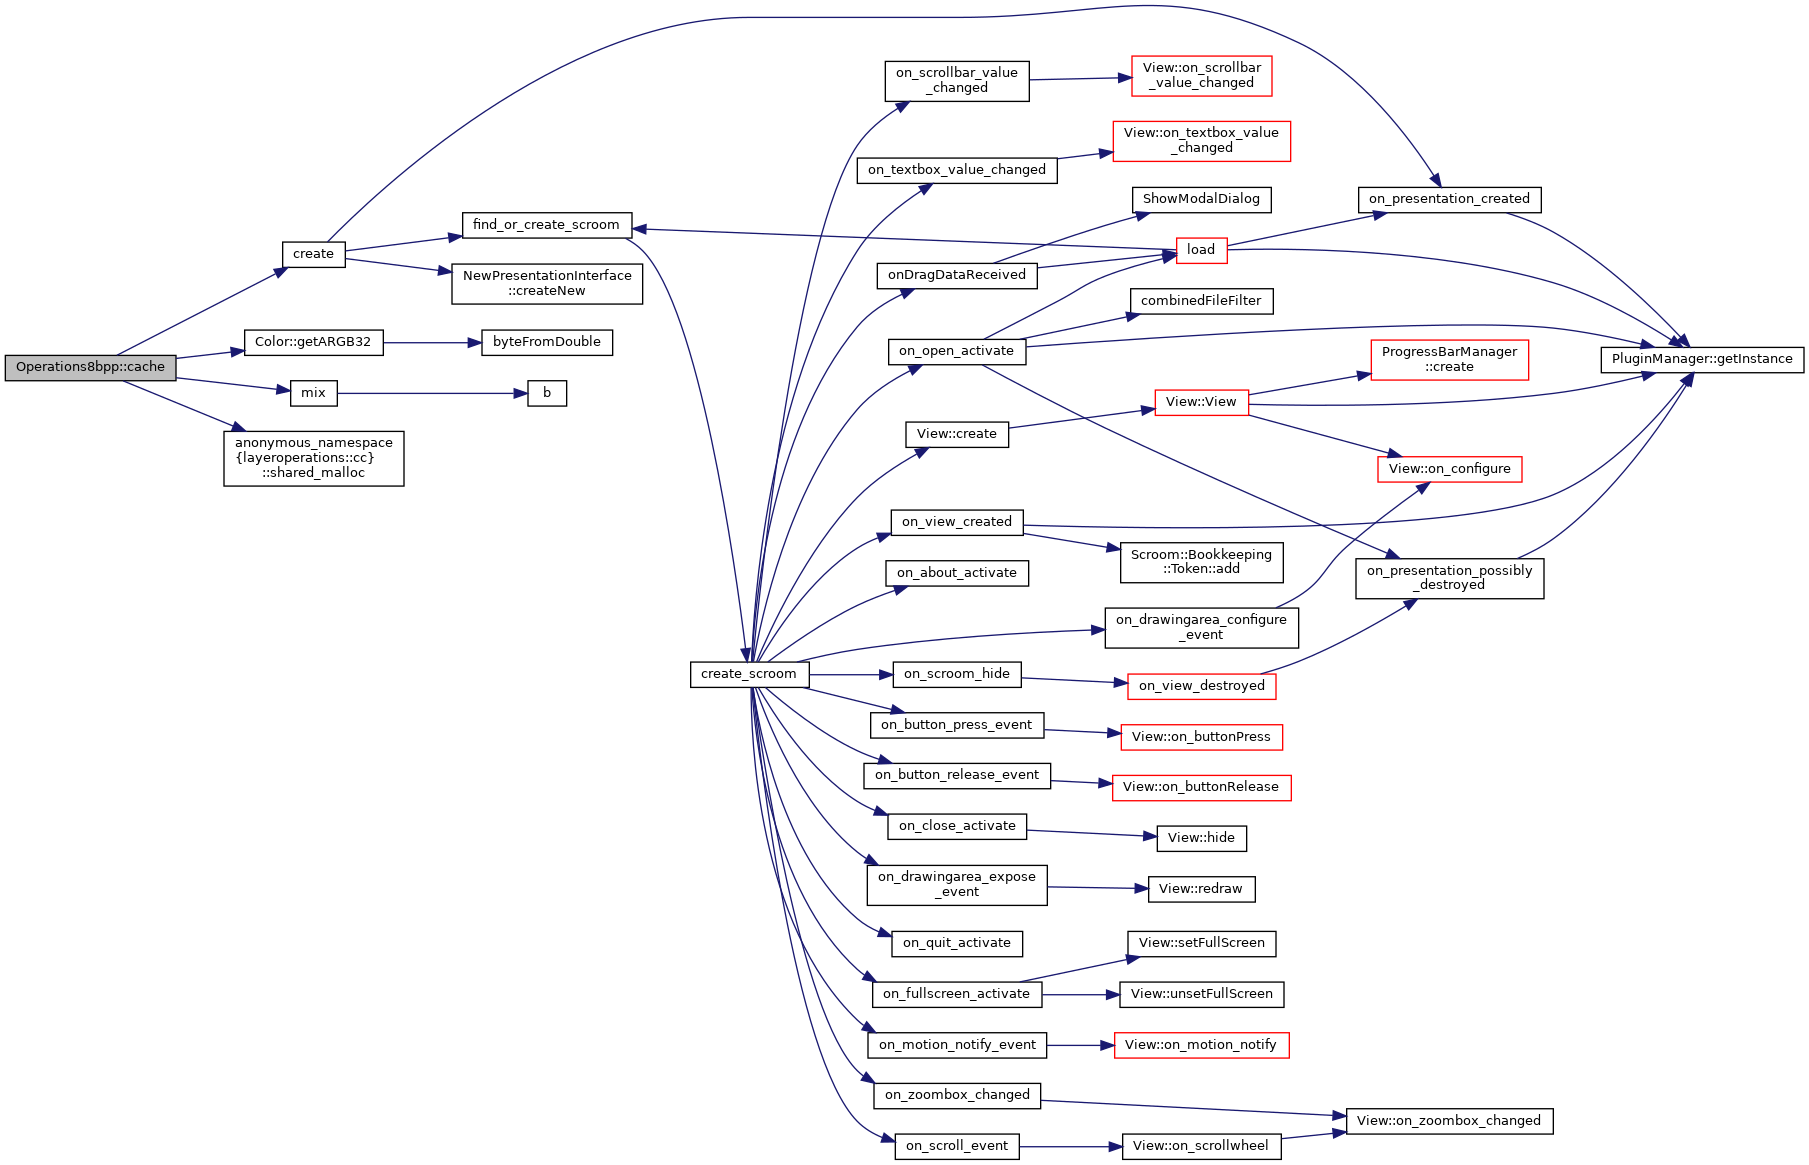 Operations8bpp::cache
create
find_or_create_scroom
NewPresentationInterface
::createNew
Color::getARGB32
byteFromDouble
mix
b
anonymous_namespace
{layeroperations::cc}
::shared_malloc
create_scroom
on_scrollbar_value
_changed
View::on_scrollbar
_value_changed
on_textbox_value_changed
View::on_textbox_value
_changed
ShowModalDialog
onDragDataReceived
load
on_presentation_created
combinedFileFilter
on_open_activate
PluginManager::getInstance
ProgressBarManager
::create
View::View
View::create
View::on_configure
on_view_created
Scroom::Bookkeeping
::Token::add
on_about_activate
on_presentation_possibly
_destroyed
on_drawingarea_configure
_event
on_scroom_hide
on_view_destroyed
on_button_press_event
View::on_buttonPress
on_button_release_event
View::on_buttonRelease
on_close_activate
View::hide
on_drawingarea_expose
_event
View::redraw
on_quit_activate
View::setFullScreen
on_fullscreen_activate
View::unsetFullScreen
on_motion_notify_event
View::on_motion_notify
on_zoombox_changed
View::on_zoombox_changed
on_scroll_event
View::on_scrollwheel